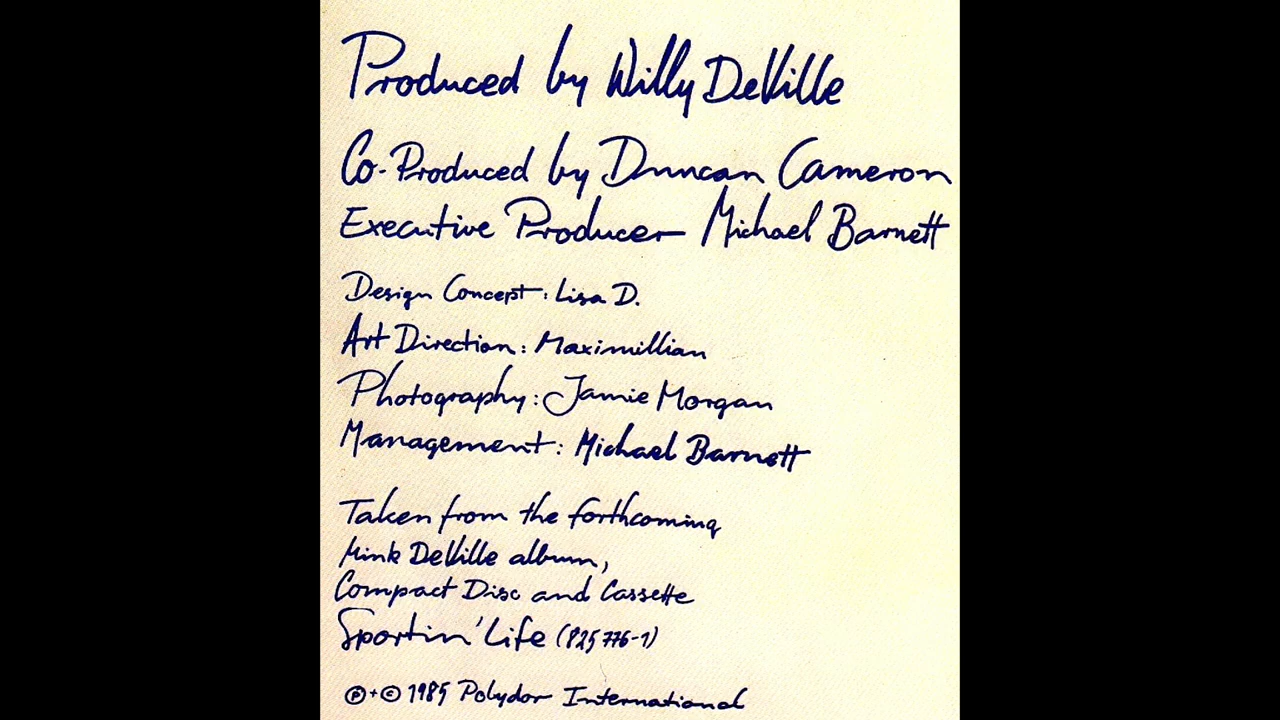 Produced by Willy DeVille
Co-Produced by Duncan Cameron
Executive Producer Michael Barnett
Design Concept: Lisa D.
Art Direction: Maximillian
Photography: Jamie Morgan
Management: Michael Barnett
Taken from the forthcoming
Mink DeVille album,
Compact Disc and Cassette
Sportin' Life (825 776-1)
℗+© 1985 Polydor International